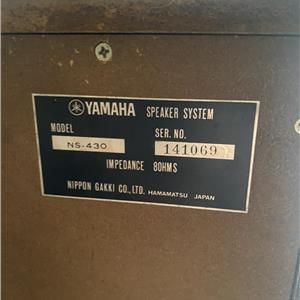 YAMAHA SPEAKER SYSTEM
MODEL SER. NO.
NS-430 141069
IMPEDANCE 8OHMS
NIPPON GAKKI CO., LTD. HAMAMATSU JAPAN